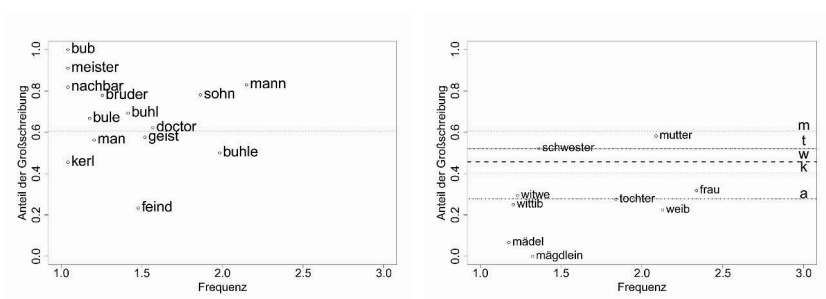 Anteil der Großschreibung
1.0
0.8
0.6
0.4
0.2
0.0
bub
meister
nachbar
bruder
sohn
mann
bule
buhl
doctor
man
geist
kerl
buhle
feind
1.0 1.5 2.0 2.5 3.0
Frequenz
Anteil der Großschreibung
1.0
0.8
0.6
0.4
0.2
0.0
m
mutter
t
schwester
w
k
witwe
frau
a
wittib
tochter
weib
mädel
mägdlein
1.0 1.5 2.0 2.5 3.0
Frequenz